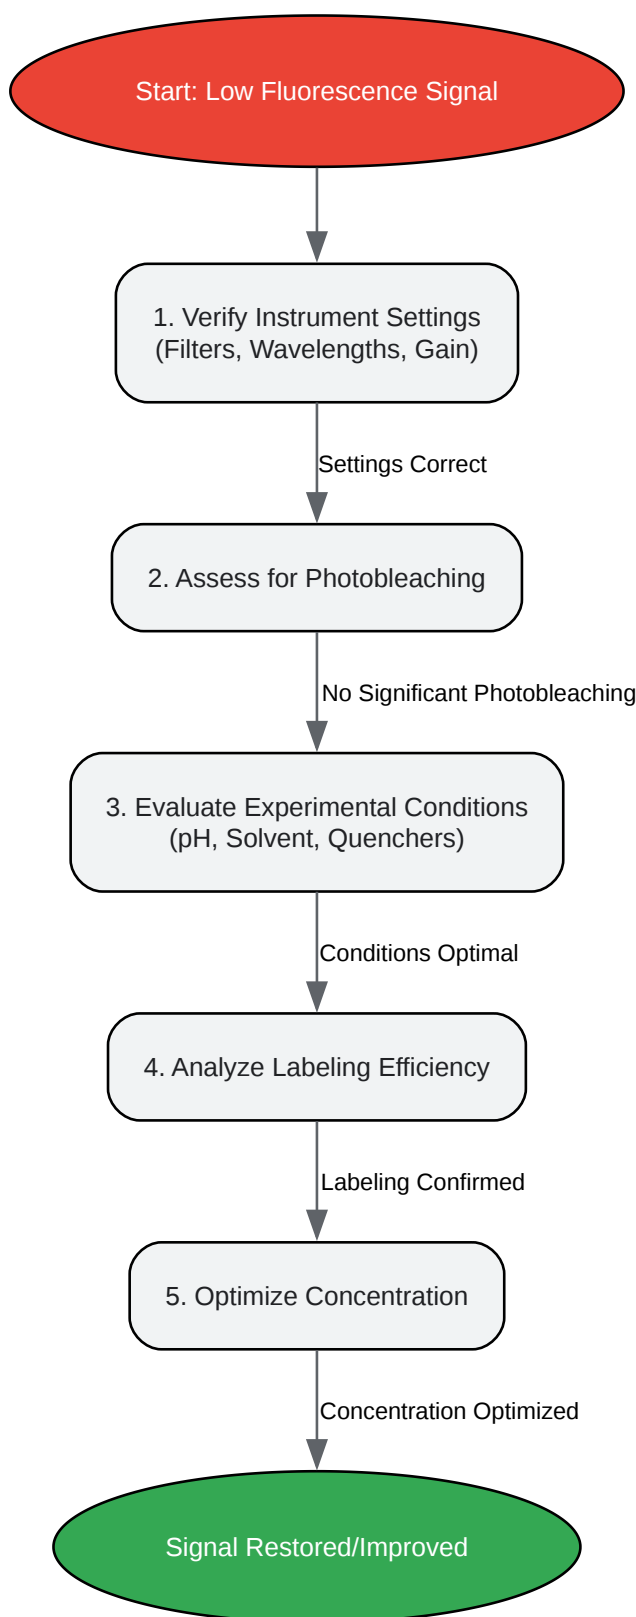 Start: Low Fluorescence Signal
1. Verify Instrument Settings
(Filters, Wavelengths, Gain)
Settings Correct
2. Assess for Photobleaching
No Significant Photobleaching
3. Evaluate Experimental Conditions
(pH, Solvent, Quenchers)
Conditions Optimal
4. Analyze Labeling Efficiency
Labeling Confirmed
5. Optimize Concentration
Concentration Optimized
Signal Restored/Improved